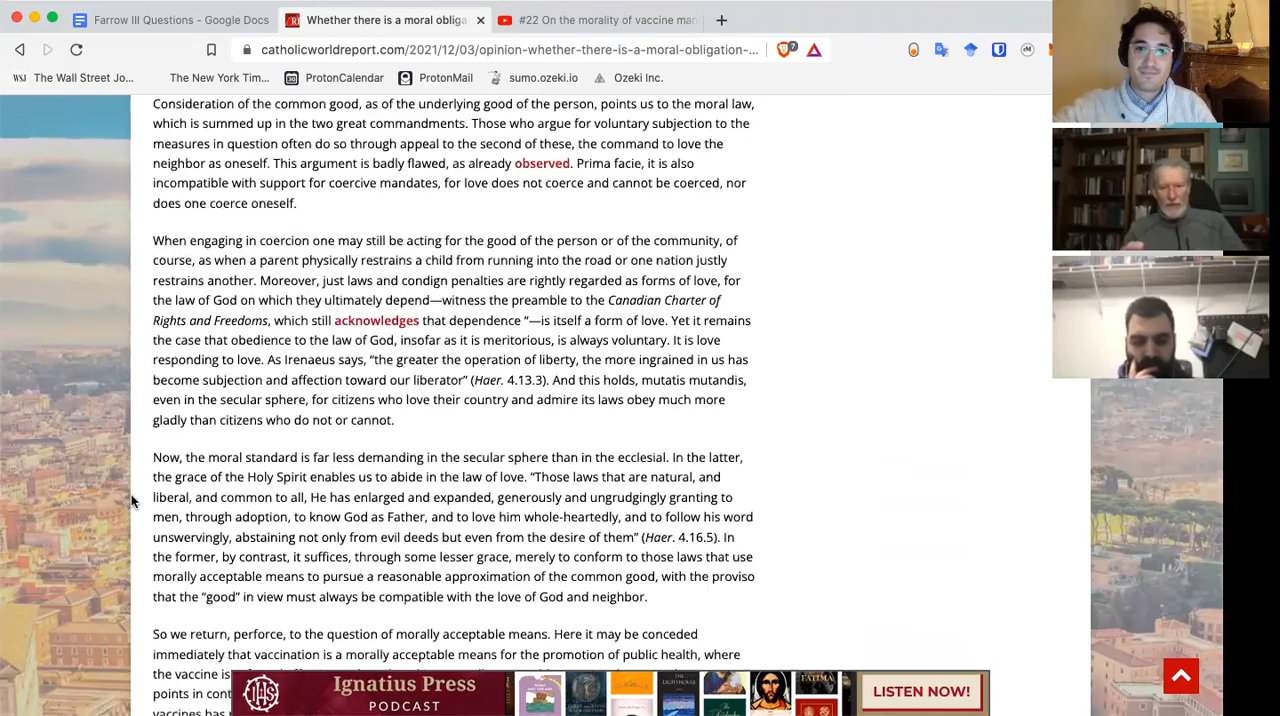 Farrow III Questions - Google Docs
Whether there is a moral obliga
#22 On the morality of vaccine man
catholicworldreport.com/2021/12/03/opinion-whether-there-is-a-moral-obligation-...
7
WSJ The Wall Street Jo...
The New York Tim...
ProtonCalendar
ProtonMail
sumo.ozeki.io
Ozeki Inc.
Consideration of the common good, as of the underlying good of the person, points us to the moral law,
which is summed up in the two great commandments. Those who argue for voluntary subjection to the
measures in question often do so through appeal to the second of these, the command to love the
neighbor as oneself. This argument is badly flawed, as already observed. Prima facie, it is also
incompatible with support for coercive mandates, for love does not coerce and cannot be coerced, nor
does one coerce oneself.
When engaging in coercion one may still be acting for the good of the person or of the community, of
course, as when a parent physically restrains a child from running into the road or one nation justly
restrains another. Moreover, just laws and condign penalties are rightly regarded as forms of love, for
the law of God on which they ultimately depend—witness the preamble to the Canadian Charter of
Rights and Freedoms, which still acknowledges that dependence “—is itself a form of love. Yet it remains
the case that obedience to the law of God, insofar as it is meritorious, is always voluntary. It is love
responding to love. As Irenaeus says, “the greater the operation of liberty, the more ingrained in us has
become subjection and affection toward our liberator” (Haer. 4.13.3). And this holds, mutatis mutandis,
even in the secular sphere, for citizens who love their country and admire its laws obey much more
gladly than citizens who do not or cannot.
Now, the moral standard is far less demanding in the secular sphere than in the ecclesial. In the latter,
the grace of the Holy Spirit enables us to abide in the law of love. “Those laws that are natural, and
liberal, and common to all, He has enlarged and expanded, generously and ungrudgingly granting to
men, through adoption, to know God as Father, and to love him whole-heartedly, and to follow his word
unswervingly, abstaining not only from evil deeds but even from the desire of them” (Haer. 4.16.5). In
the former, by contrast, it suffices, through some lesser grace, merely to conform to those laws that use
morally acceptable means to pursue a reasonable approximation of the common good, with the proviso
that the “good” in view must always be compatible with the love of God and neighbor.
So we return, perforce, to the question of morally acceptable means. Here it may be conceded
immediately that vaccination is a morally acceptable means for the promotion of public health, where
the vaccine is
points in cont
vaccines has
IHS
Ignatius Press
PODCAST
FATIMA
LISTEN NOW!